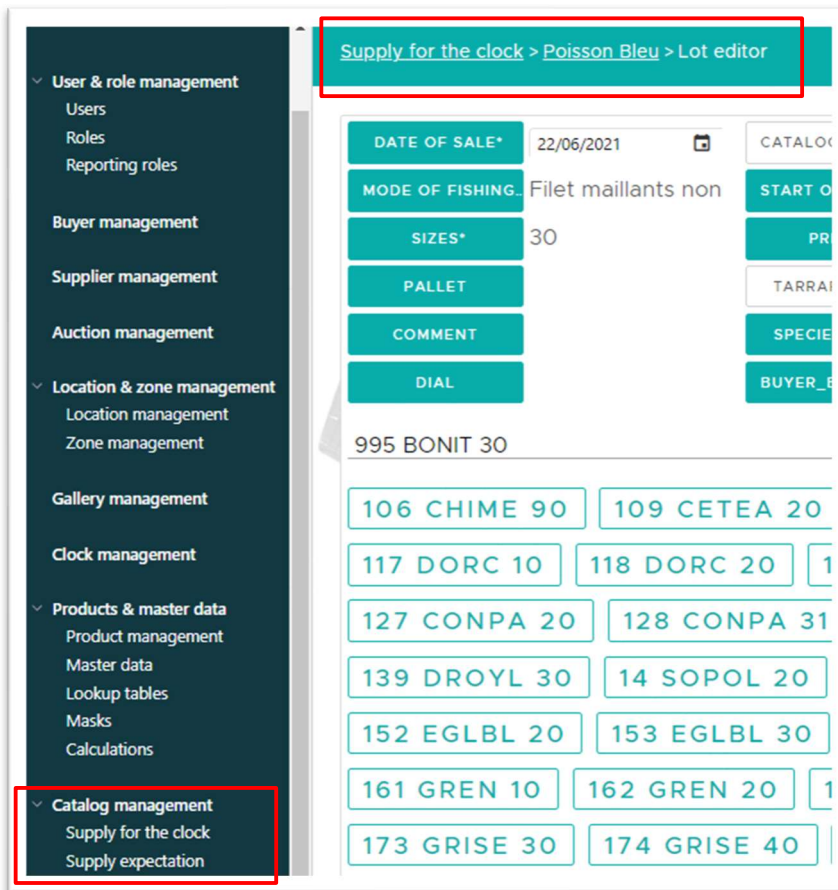 User & role management
Users
Roles
Reporting roles
Buyer management
Supplier management
Auction management
Location & zone management
Location management
Zone management
Gallery management
Clock management
Products & master data
Product management
Master data
Lookup tables
Masks
Calculations
Catalog management
Supply for the clock
Supply expectation
Supply for the clock > Poisson Bleu > Lot editor
DATE OF SALE* 22/06/2021
MODE OF FISHING.. Filet maillants non START O
SIZES* 30
PALLET
COMMENT SPECIE
DIAL BUYER_
995 BONIT 30
106 CHIME 90 109 CETEA 20
117 DORC 10 118 DORC 20 1
127 CONPA 20 128 CONPA 31
139 DROYL 30 14 SOPOL 20
152 EGLBL 20 153 EGLBL 30
161 GREN 10 162 GREN 20 1
173 GRISE 30 174 GRISE 40